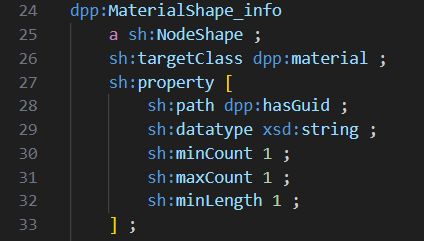 24 dpp:MaterialShape_info
25     a sh:NodeShape ;
26     sh:targetClass dpp:material ;
27     sh:property [
28         sh:path dpp:hasGuid ;
29         sh:datatype xsd:string ;
30         sh:minCount 1 ;
31         sh:maxCount 1 ;
32         sh:minLength 1 ;
33     ] ;